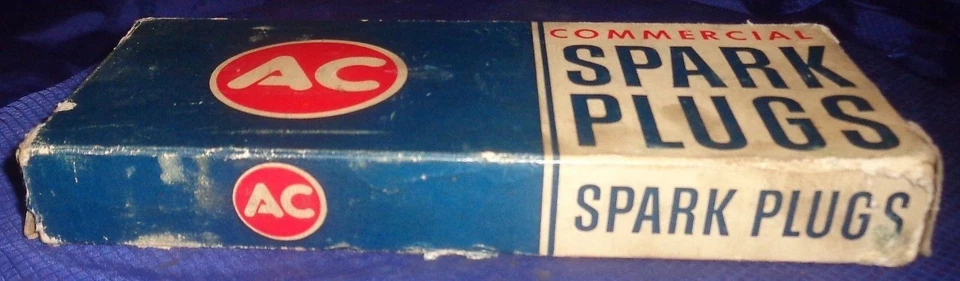 AC
COMMERCIAL
SPARK
PLUGS
AC
SPARK PLUGS